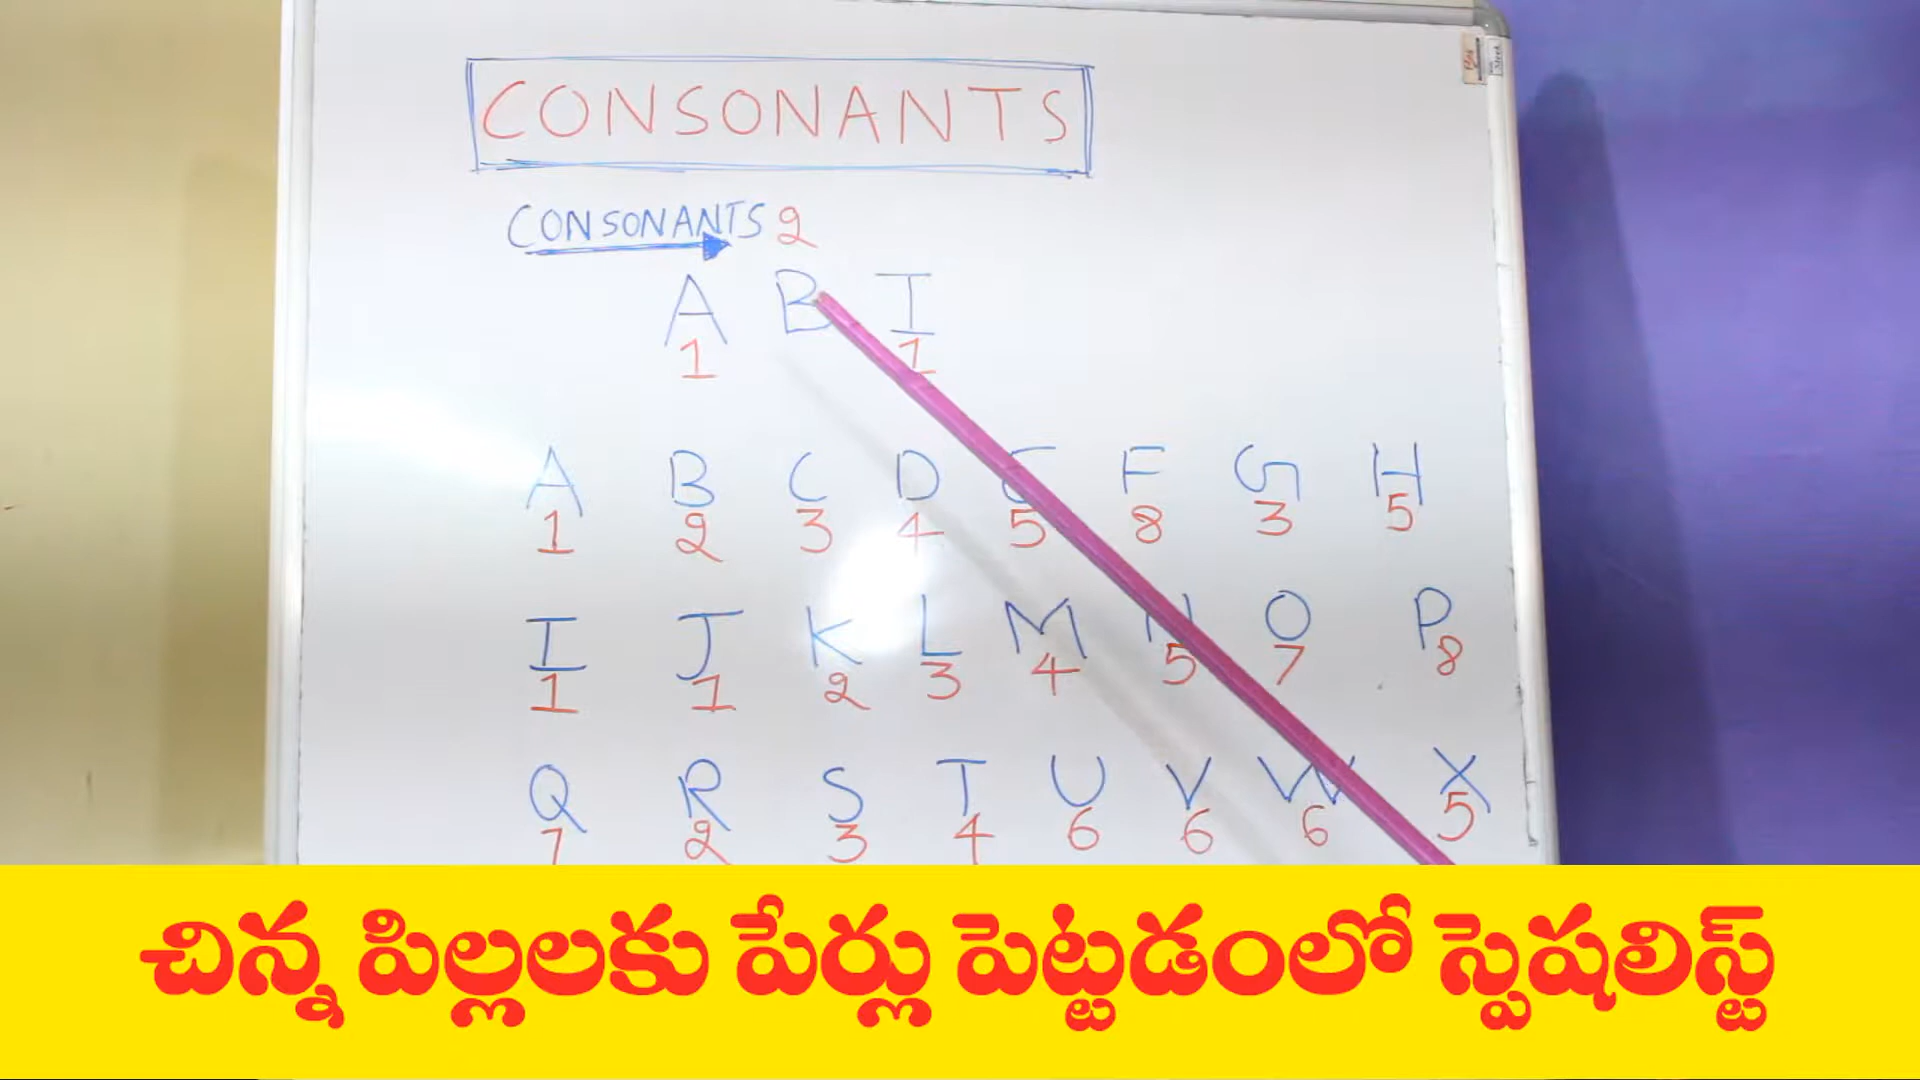 CONSONANTS
CONSONANTS 2
A B I
1 1
A B C D E F G H
1 2 3 4 5 8 3 5
I J K L M N O P
1 1 2 3 4 5 7 8
Q R S T U V W X
1 2 3 4 6 6 6 5
చిన్న పిల్లలకు పేర్లు పెట్టడంలో స్పెషలిస్ట్